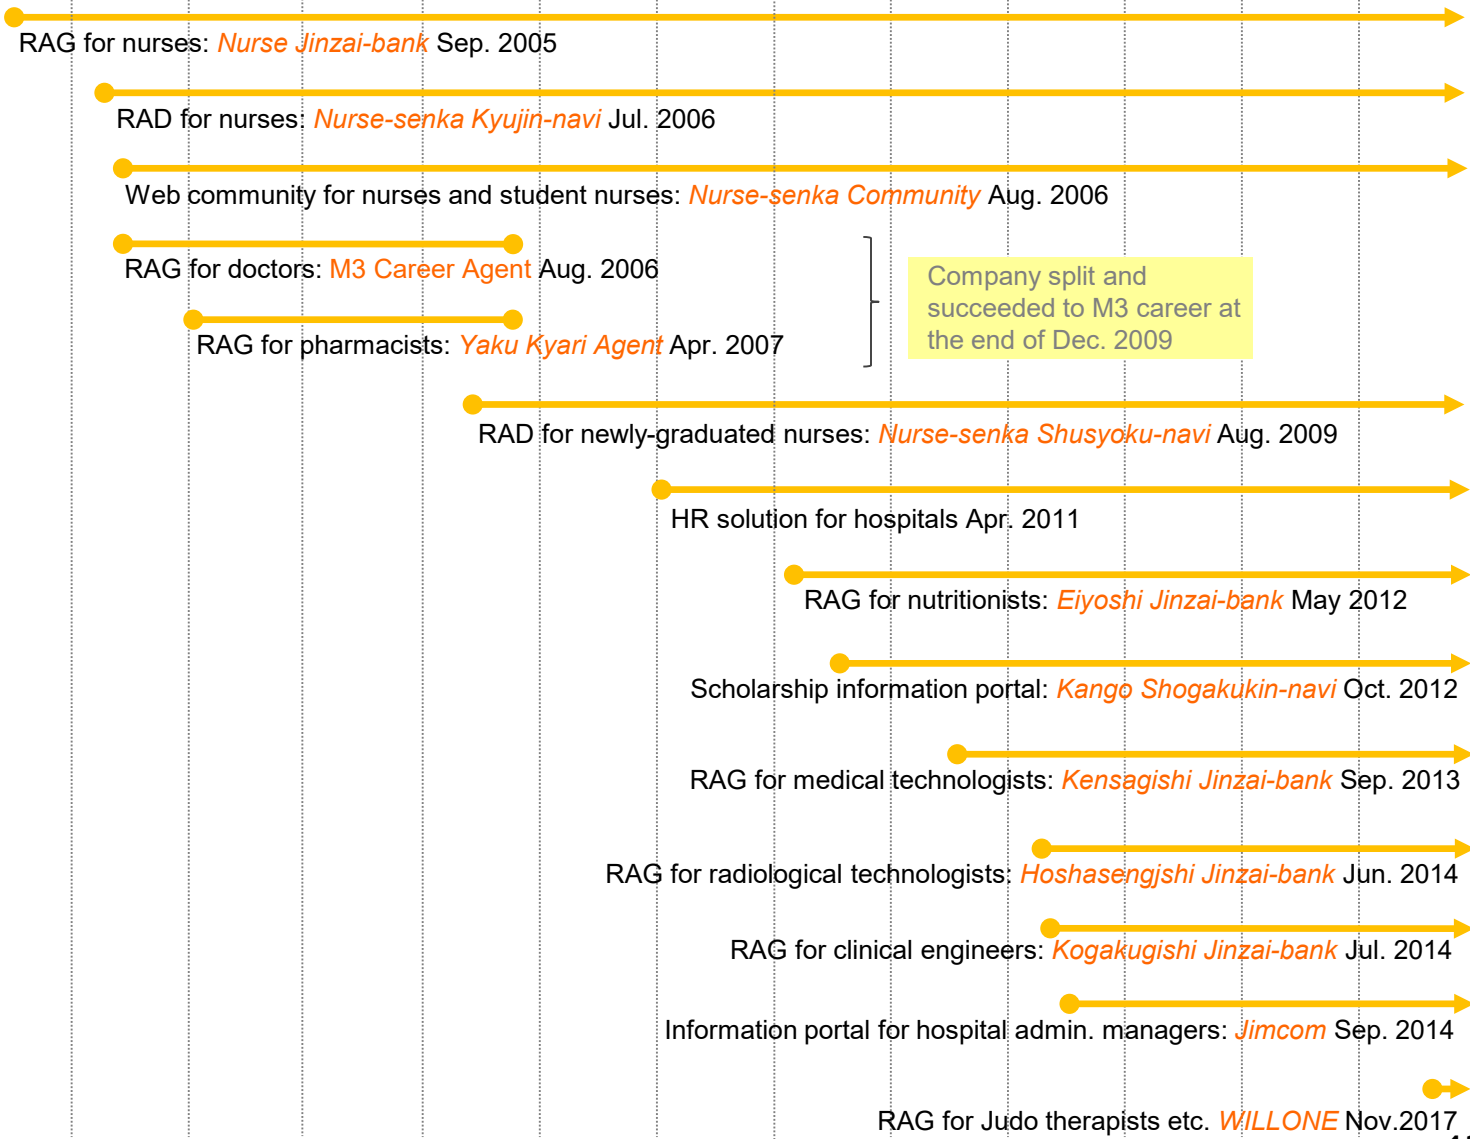 RAG for nurses: Nurse Jinzai-bank Sep. 2005
RAD for nurses: Nurse-senka Kyujin-navi Jul. 2006
Web community for nurses and student nurses: Nurse-senka Community Aug. 2006
RAG for doctors: M3 Career Agent Aug. 2006
Company split and
succeeded to M3 career at
the end of Dec. 2009
RAG for pharmacists: Yaku Kyari Agent Apr. 2007
RAD for newly-graduated nurses: Nurse-senka Shusyoku-navi Aug. 2009
HR solution for hospitals Apr. 2011
RAG for nutritionists: Eiyoshi Jinzai-bank May 2012
Scholarship information portal: Kango Shogakukin-navi Oct. 2012
RAG for medical technologists: Kensagishi Jinzai-bank Sep. 2013
RAG for radiological technologists: Hoshasengjshi Jinzai-bank Jun. 2014
RAG for clinical engineers: Kogakugishi Jinzai-bank Jul. 2014
Information portal for hospital admin. managers: Jimcom Sep. 2014
RAG for Judo therapists etc. WILLONE Nov.2017